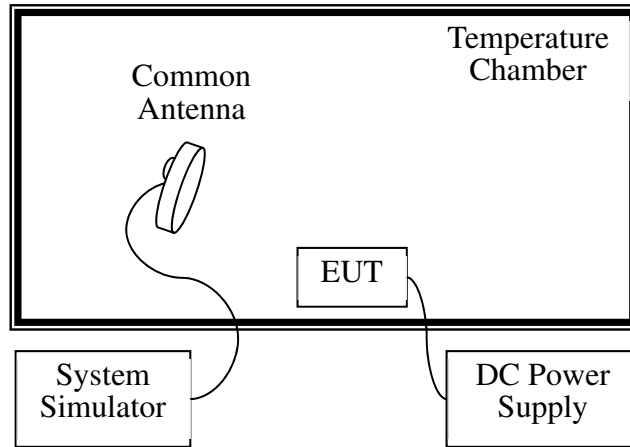 Temperature
Chamber
Common
Antenna
EUT
System
Simulator
DC Power
Supply